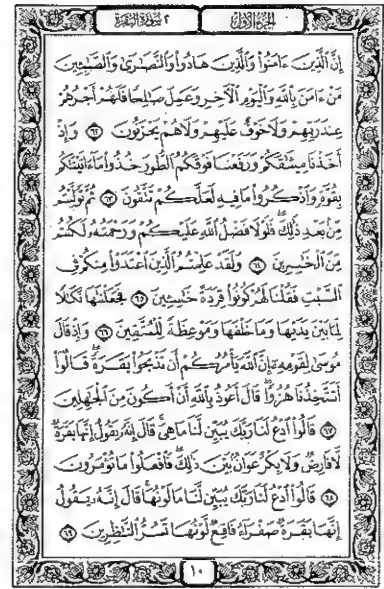 الجزء الأول
٢ سورة البقرة
إِنَّ ٱلَّذِينَ ءَامَنُوا۟ وَٱلَّذِينَ هَادُوا۟ وَٱلنَّصَـٰرَىٰ وَٱلصَّـٰبِـِٔينَ
مَنْ ءَامَنَ بِٱللَّهِ وَٱلْيَوْمِ ٱلْـَٔاخِرِ وَعَمِلَ صَـٰلِحًا فَلَهُمْ أَجْرُهُمْ
عِندَ رَبِّهِمْ وَلَا خَوْفٌ عَلَيْهِمْ وَلَا هُمْ يَحْزَنُونَ ٦٢ وَإِذْ
أَخَذْنَا مِيثَـٰقَكُمْ وَرَفَعْنَا فَوْقَكُمُ ٱلطُّورَ خُذُوا۟ مَآ ءَاتَيْنَـٰكُم
بِقُوَّةٍ وَٱذْكُرُوا۟ مَا فِيهِ لَعَلَّكُمْ تَتَّقُونَ ٦٣ ثُمَّ تَوَلَّيْتُم
مِّنۢ بَعْدِ ذَٰلِكَ ۖ فَلَوْلَا فَضْلُ ٱللَّهِ عَلَيْكُمْ وَرَحْمَتُهُۥ لَكُنتُم
مِّنَ ٱلْخَـٰسِرِينَ ٦٤ وَلَقَدْ عَلِمْتُمُ ٱلَّذِينَ ٱعْتَدَوْا۟ مِنكُمْ فِى
ٱلسَّبْتِ فَقُلْنَا لَهُمْ كُونُوا۟ قِرَدَةً خَـٰسِـِٔينَ ٦٥ فَجَعَلْنَـٰهَا نَكَـٰلًا
لِّمَا بَيْنَ يَدَيْهَا وَمَا خَلْفَهَا وَمَوْعِظَةً لِّلْمُتَّقِينَ ٦٦ وَإِذْ قَالَ
مُوسَىٰ لِقَوْمِهِۦٓ إِنَّ ٱللَّهَ يَأْمُرُكُمْ أَن تَذْبَحُوا۟ بَقَرَةً ۖ قَالُوٓا۟
أَتَتَّخِذُنَا هُزُوًا ۖ قَالَ أَعُوذُ بِٱللَّهِ أَنْ أَكُونَ مِنَ ٱلْجَـٰهِلِينَ
٦٧ قَالُوا۟ ٱدْعُ لَنَا رَبَّكَ يُبَيِّن لَّنَا مَا هِىَ ۚ قَالَ إِنَّهُۥ يَقُولُ إِنَّهَا بَقَرَةٌ
لَّا فَارِضٌ وَلَا بِكْرٌ عَوَانٌۢ بَيْنَ ذَٰلِكَ ۖ فَٱفْعَلُوا۟ مَا تُؤْمَرُونَ
٦٨ قَالُوا۟ ٱدْعُ لَنَا رَبَّكَ يُبَيِّن لَّنَا مَا لَوْنُهَا ۚ قَالَ إِنَّهُۥ يَقُولُ
إِنَّهَا بَقَرَةٌ صَفْرَآءُ فَاقِعٌ لَّوْنُهَا تَسُرُّ ٱلنَّـٰظِرِينَ ٦٩
١٠